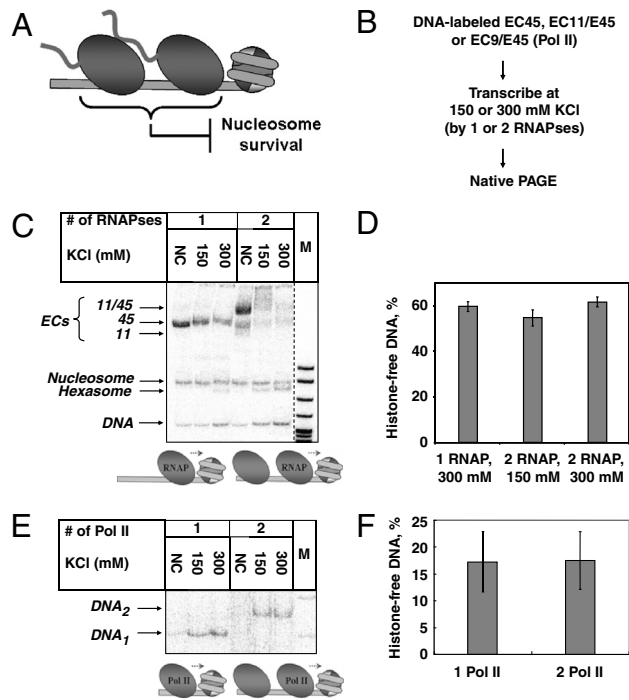 A
Nucleosome
survival
B
DNA-labeled EC45, EC11/E45
or EC9/E45 (Pol II)
Transcribe at
150 or 300 mM KCl
(by 1 or 2 RNAPses)
Native PAGE
C
# of RNAPses 1 2 M
KCl (mM) NC 150 300 NC 150 300
ECs
11/45
45
11
Nucleosome
Hexasome
DNA
RNAP RNAP
D
Histone-free DNA, %
60
40
20
0
1 RNAP, 300 mM
2 RNAP, 150 mM
2 RNAP, 300 mM
E
# of Pol II 1 2 M
KCl (mM) NC 150 300 NC 150 300
DNA2
DNA1
Pol II Pol II Pol II
F
Histone-free DNA, %
25
20
15
10
5
0
1 Pol II 2 Pol II